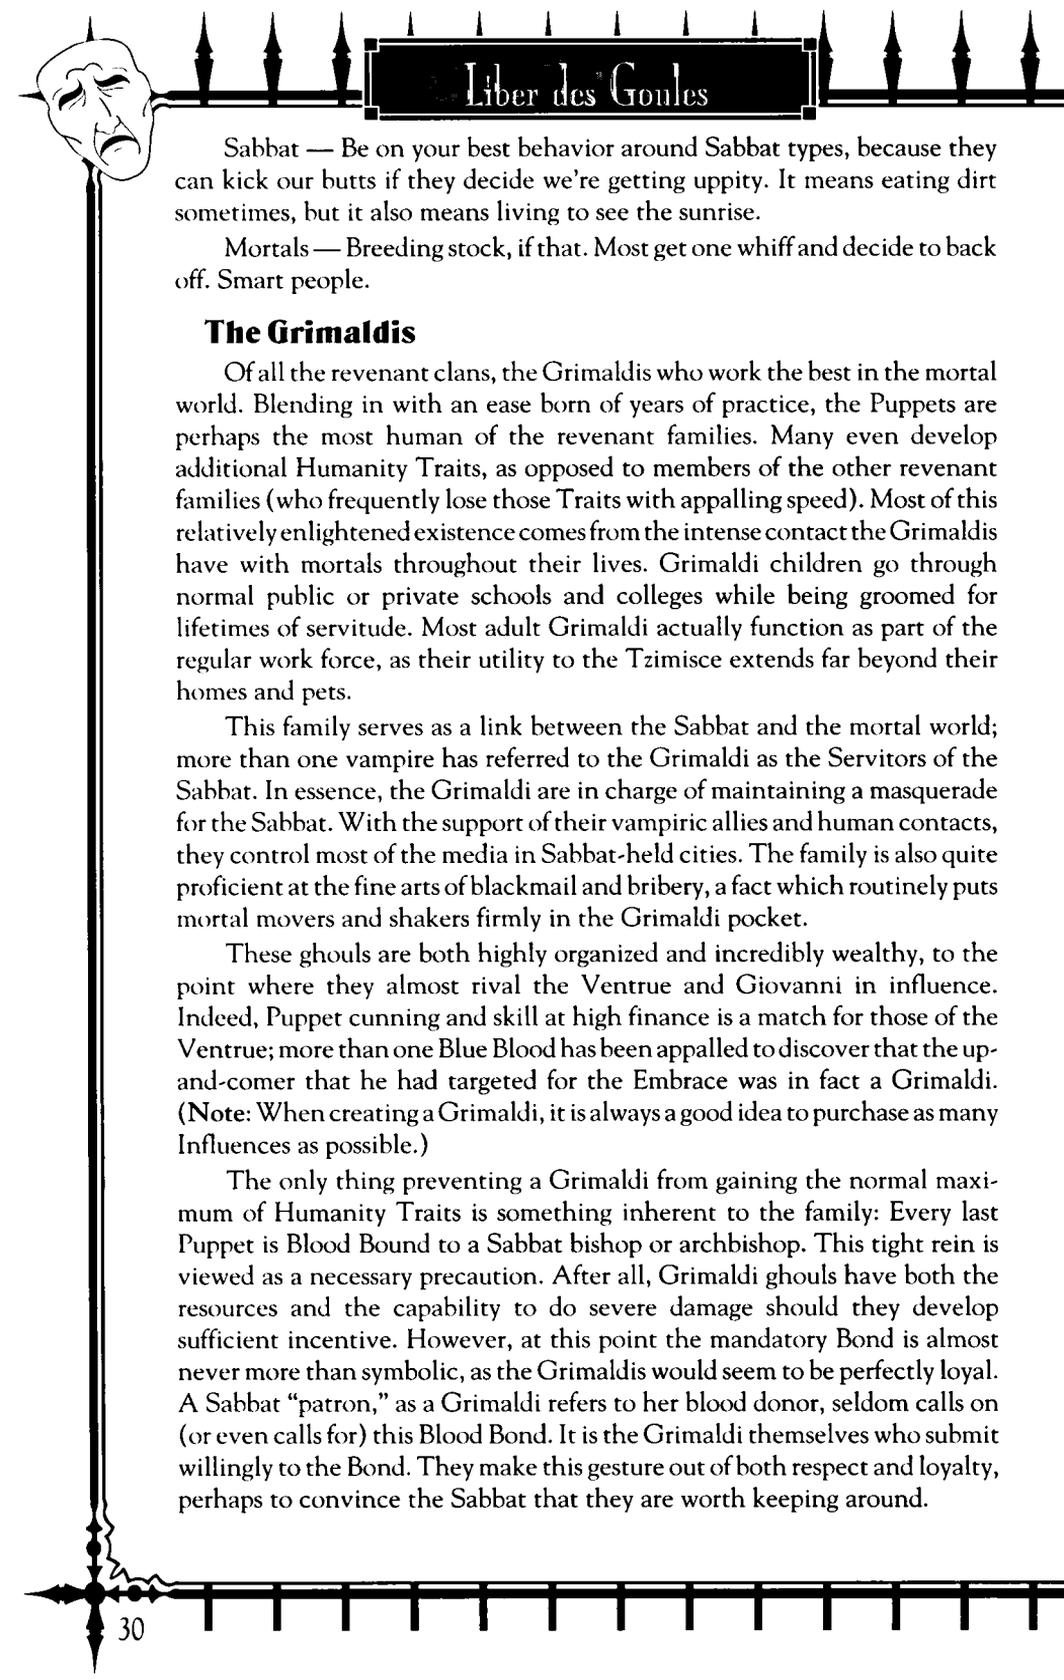 Liber des Goules
Sabbat — Be on your best behavior around Sabbat types, because they
can kick our butts if they decide we're getting uppity. It means eating dirt
sometimes, but it also means living to see the sunrise.
Mortals — Breeding stock, if that. Most get one whiff and decide to back
off. Smart people.
The Grimaldis
Of all the revenant clans, the Grimaldis who work the best in the mortal
world. Blending in with an ease born of years of practice, the Puppets are
perhaps the most human of the revenant families. Many even develop
additional Humanity Traits, as opposed to members of the other revenant
families (who frequently lose those Traits with appalling speed). Most of this
relatively enlightened existence comes from the intense contact the Grimaldis
have with mortals throughout their lives. Grimaldi children go through
normal public or private schools and colleges while being groomed for
lifetimes of servitude. Most adult Grimaldi actually function as part of the
regular work force, as their utility to the Tzimisce extends far beyond their
homes and pets.
This family serves as a link between the Sabbat and the mortal world;
more than one vampire has referred to the Grimaldi as the Servitors of the
Sabbat. In essence, the Grimaldi are in charge of maintaining a masquerade
for the Sabbat. With the support of their vampiric allies and human contacts,
they control most of the media in Sabbat-held cities. The family is also quite
proficient at the fine arts of blackmail and bribery, a fact which routinely puts
mortal movers and shakers firmly in the Grimaldi pocket.
These ghouls are both highly organized and incredibly wealthy, to the
point where they almost rival the Ventrue and Giovanni in influence.
Indeed, Puppet cunning and skill at high finance is a match for those of the
Ventrue; more than one Blue Blood has been appalled to discover that the up-
and-comer that he had targeted for the Embrace was in fact a Grimaldi.
(Note: When creating a Grimaldi, it is always a good idea to purchase as many
Influences as possible.)
The only thing preventing a Grimaldi from gaining the normal maxi-
mum of Humanity Traits is something inherent to the family: Every last
Puppet is Blood Bound to a Sabbat bishop or archbishop. This tight rein is
viewed as a necessary precaution. After all, Grimaldi ghouls have both the
resources and the capability to do severe damage should they develop
sufficient incentive. However, at this point the mandatory Bond is almost
never more than symbolic, as the Grimaldis would seem to be perfectly loyal.
A Sabbat “patron,” as a Grimaldi refers to her blood donor, seldom calls on
(or even calls for) this Blood Bond. It is the Grimaldi themselves who submit
willingly to the Bond. They make this gesture out of both respect and loyalty,
perhaps to convince the Sabbat that they are worth keeping around.
30